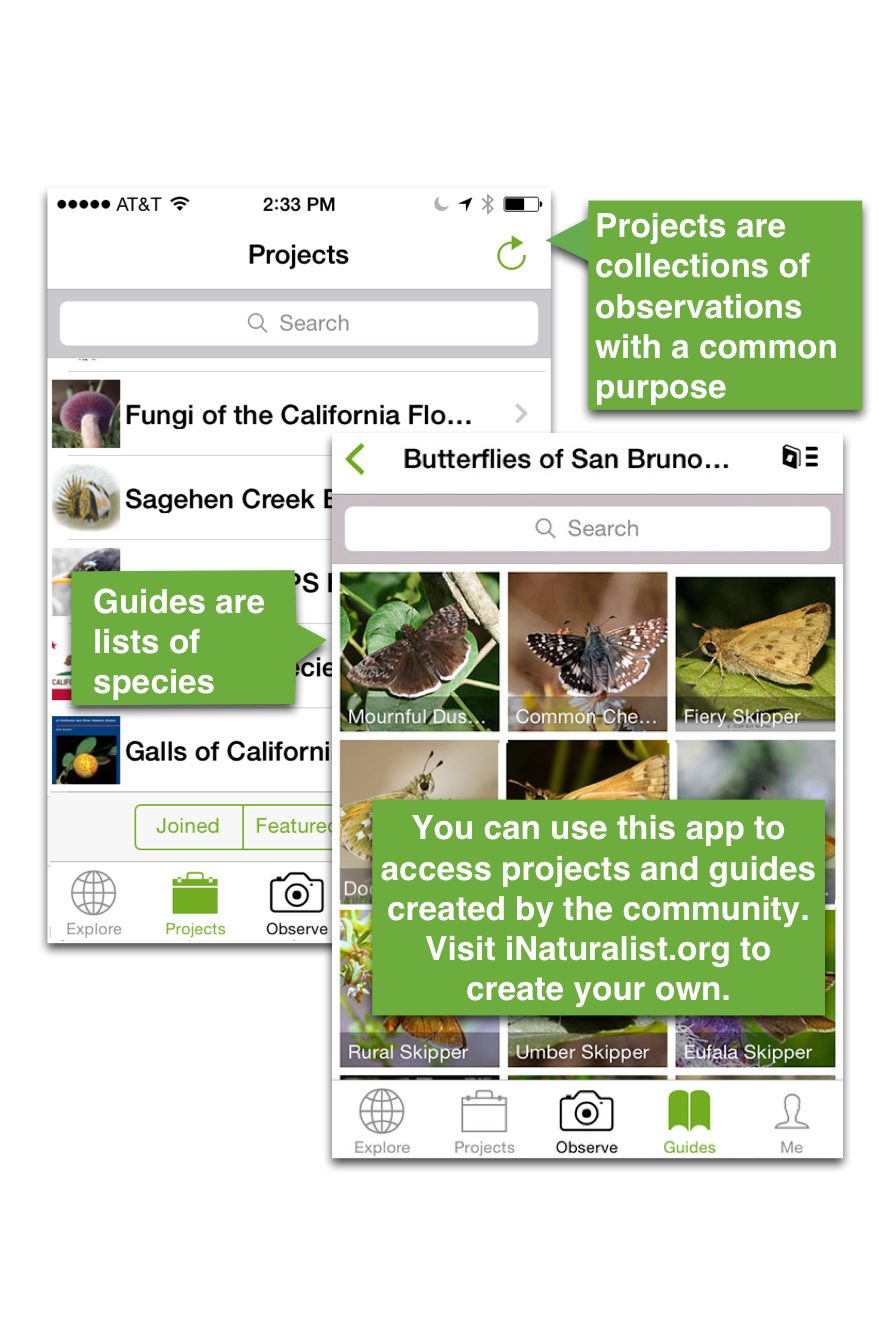 AT&T 2:33 PM
Projects
Search
Fungi of the California Flo...
Sagehen Creek
Galls of Californi
Joined Featured
Explore Projects Observe
Projects are
collections of
observations
with a common
purpose
Guides are
lists of
species
Butterflies of San Bruno...
Search
Mournful Dus... Common Che... Fiery Skipper
You can use this app to
access projects and guides
created by the community.
Visit iNaturalist.org to
create your own.
Rural Skipper Umber Skipper Eufala Skipper
Explore Projects Observe Guides Me